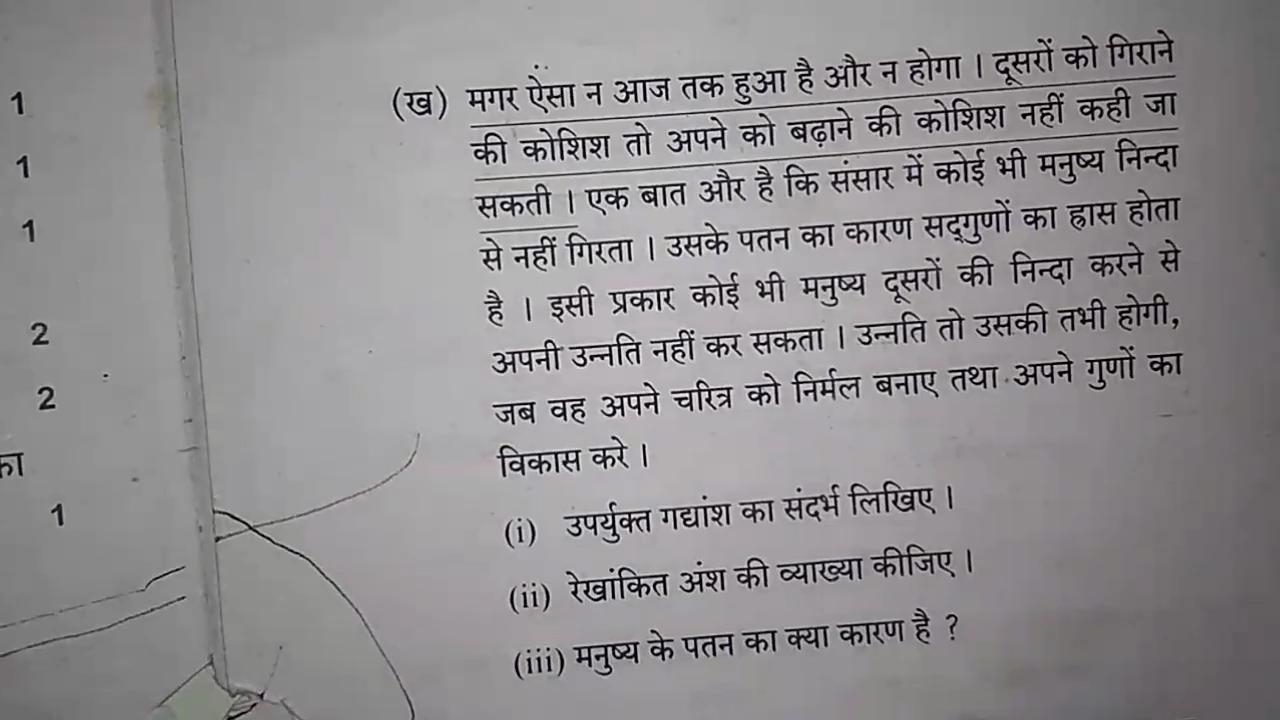 1
1
1
2
2
का
1
(ख) मगर ऐसा न आज तक हुआ है और न होगा । दूसरों को गिराने
की कोशिश तो अपने को बढ़ाने की कोशिश नहीं कही जा
सकती । एक बात और है कि संसार में कोई भी मनुष्य निन्दा
से नहीं गिरता । उसके पतन का कारण सद्‌गुणों का ह्रास होता
है । इसी प्रकार कोई भी मनुष्य दूसरों की निन्दा करने से
अपनी उन्नति नहीं कर सकता । उन्नति तो उसकी तभी होगी,
जब वह अपने चरित्र को निर्मल बनाए तथा अपने गुणों का
विकास करे ।
(i) उपर्युक्त गद्यांश का संदर्भ लिखिए ।
(ii) रेखांकित अंश की व्याख्या कीजिए ।
(iii) मनुष्य के पतन का क्या कारण है ?